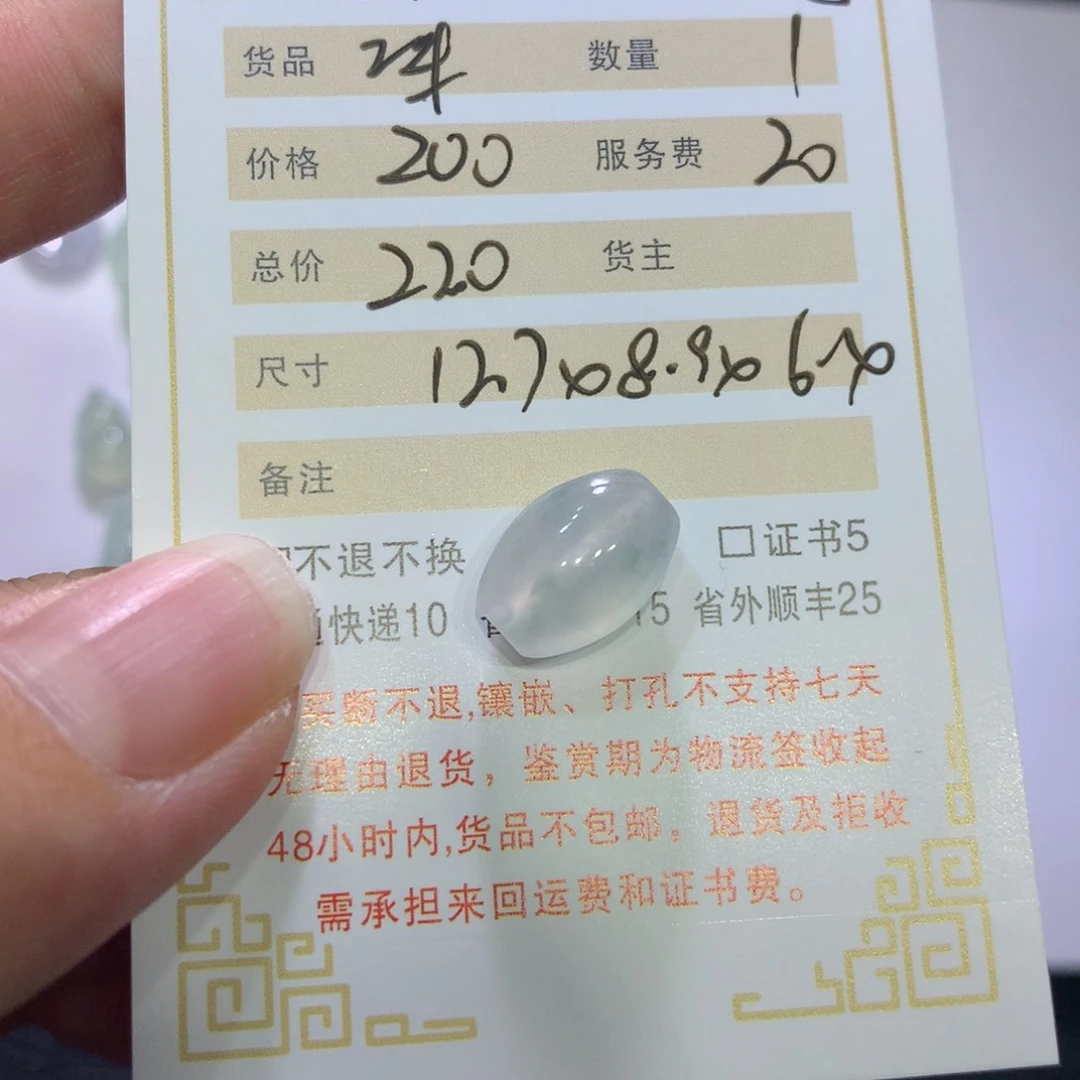 货品 数量 1
价格 200 服务费 20
总价 220 货主
尺寸 12.7x8.9x6
备注
不退不换 口证书5
快递10 15 省外顺丰25
买断不退,镶嵌、打孔不支持七天
无理由退货，鉴赏期为物流签收起
48小时内,货品不包邮。退货及拒收
需承担来回运费和证书费。